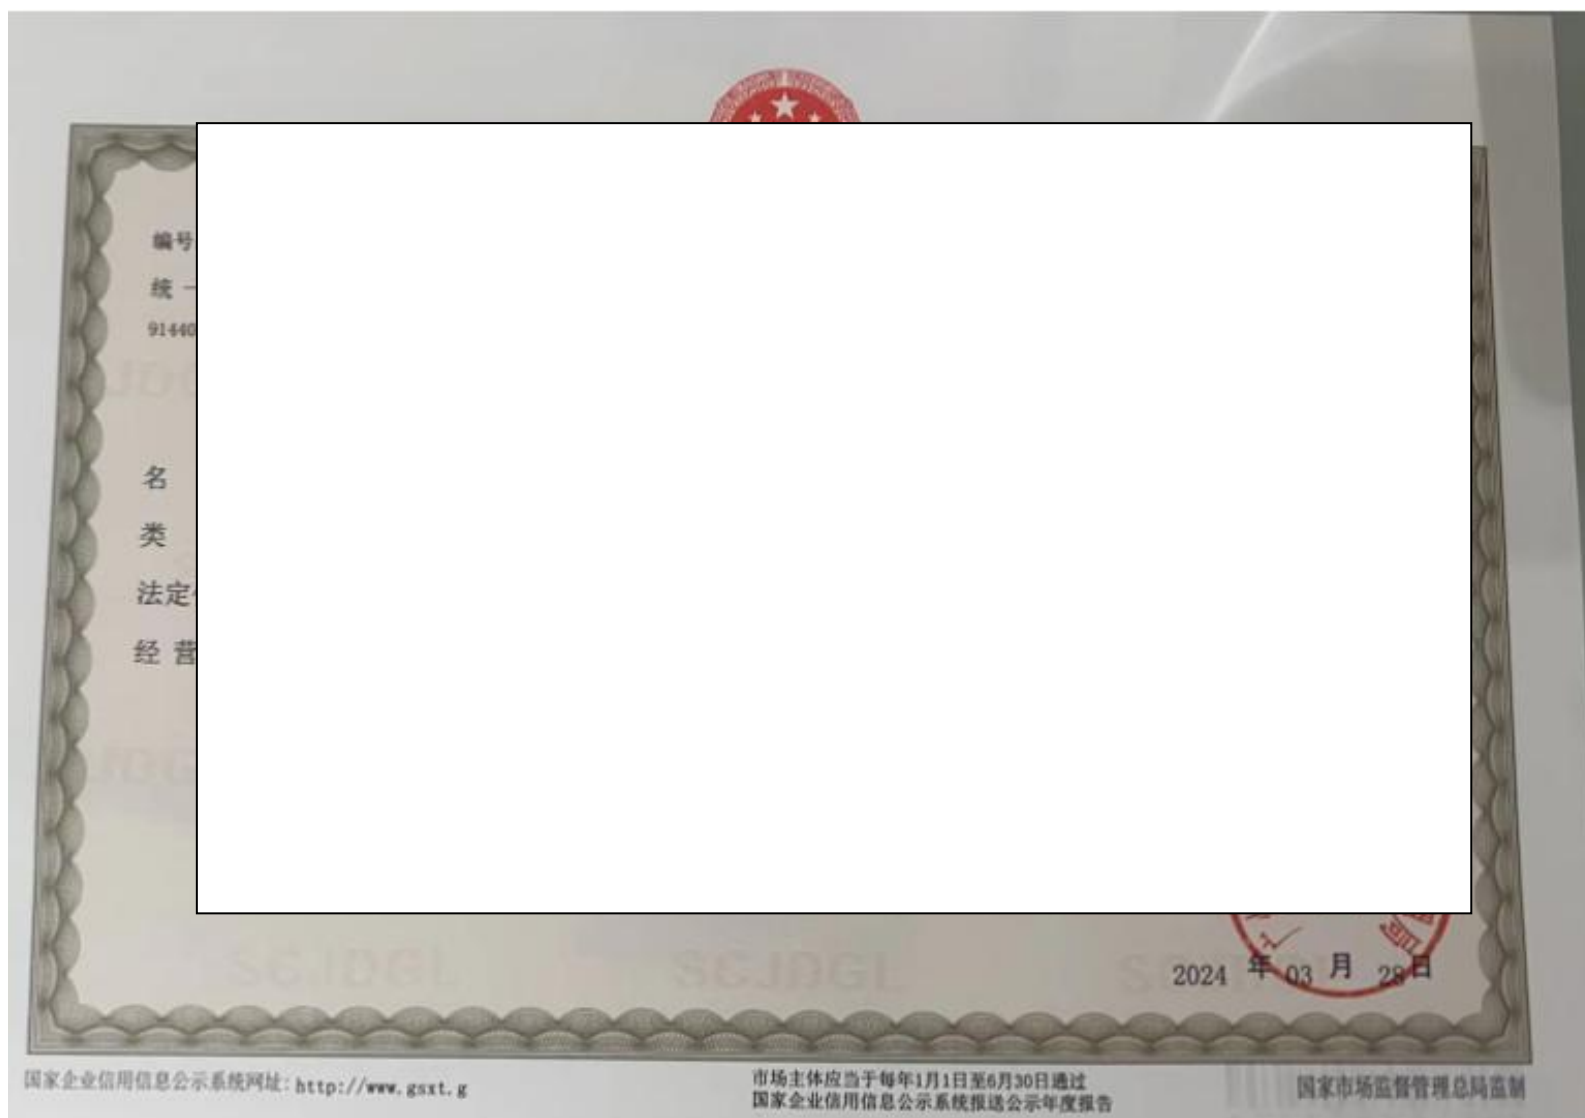 编号
统一
91440
名
类
法定
经营
SCJDGL SCJDGL
2024 年 03 月 28 日
国家企业信用信息公示系统网址:http://www.gsxt.g
市场主体应当于每年1月1日至6月30日通过
国家企业信用信息公示系统报送公示年度报告
国家市场监督管理总局监制